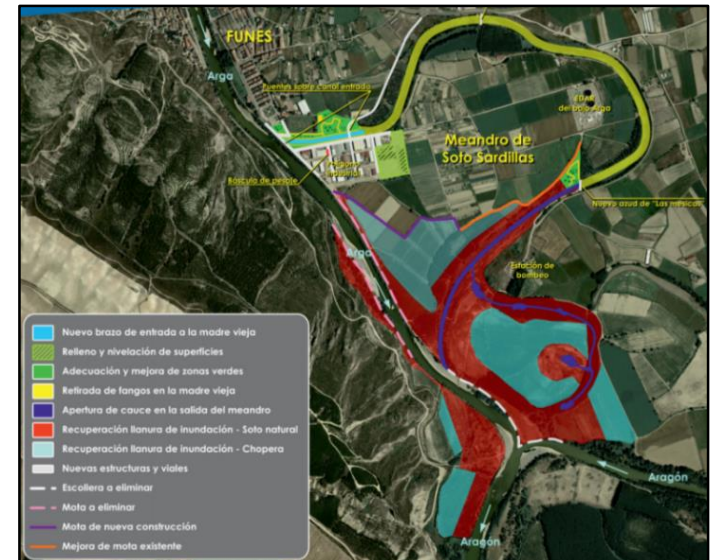 FUNES
Arga
Puentes sobre canal entrada
EDAR
del bajo Arga
Meandro de
Soto Sardillas
Báscula de pesaje
Nuevo azud de "Las mésicas"
Arga
Estación de
bombeo
Nuevo brazo de entrada a la madre vieja
Relleno y nivelación de superficies
Adecuación y mejora de zonas verdes
Retirada de fangos en la madre vieja
Apertura de cauce en la salida del meandro
Recuperación llanura de inundación - Soto natural
Recuperación llanura de inundación - Chopera
Nuevas estructuras y viales
Escollera a eliminar
Mota a eliminar
Mota de nueva construcción
Mejora de mota existente
Aragón
Aragón